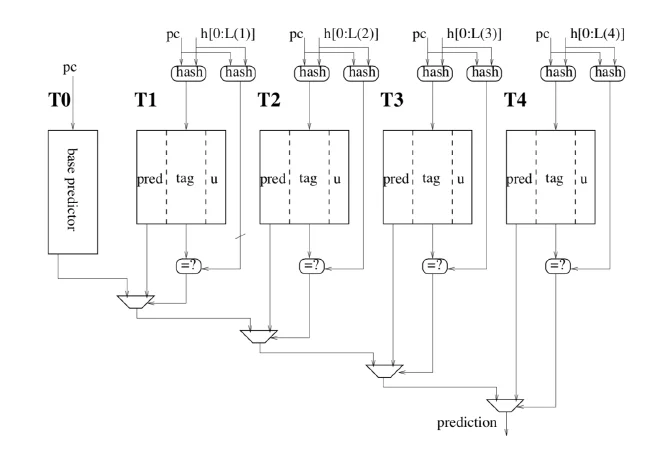 pc h[0:L(1)] pc h[0:L(2)] pc h[0:L(3)] pc h[0:L(4)]
pc hash hash hash hash hash hash hash hash
T0 T1 T2 T3 T4
base predictor
pred tag u pred tag u pred tag u pred tag u
=? =? =? =?
prediction